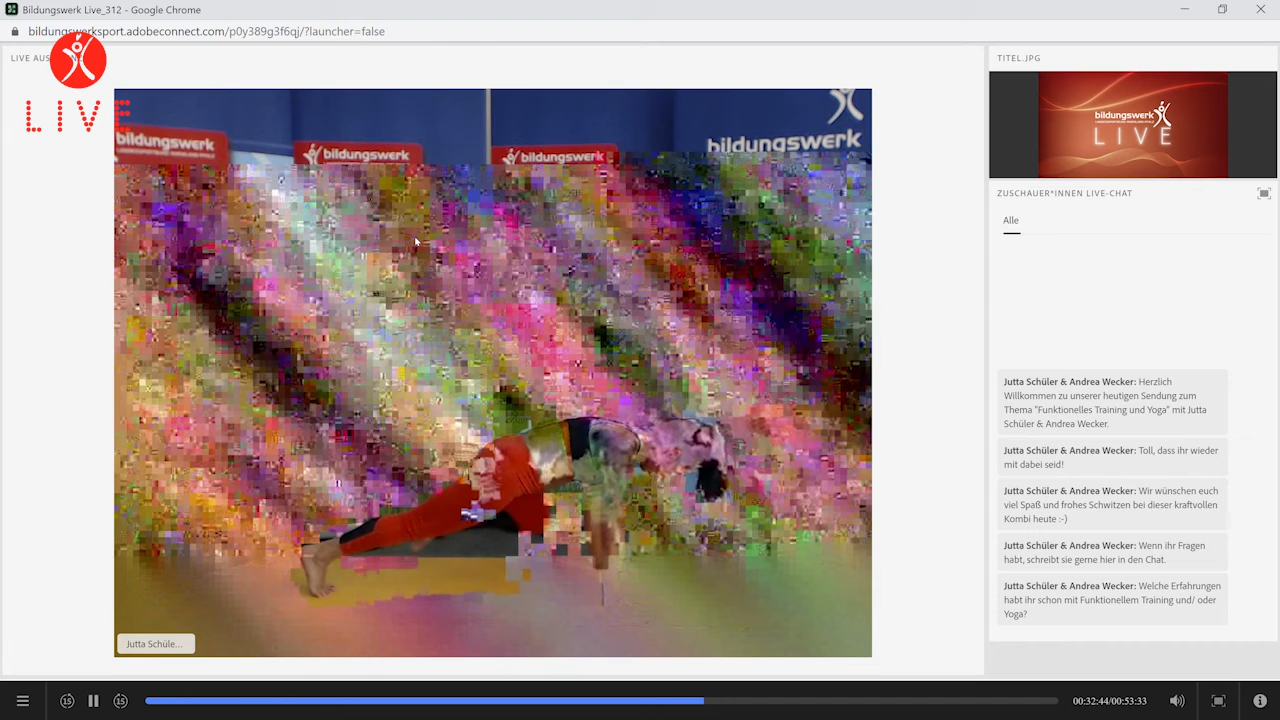 Bildungswerk Live_312 - Google Chrome
bildungswerksport.adobeconnect.com/p0y389g3f6qj/?launcher=false
LIVE AUS
LIVE
bildungswerk
bildungswerk
bildungswerk
bildungswerk
Jutta Schüle...
TITEL.JPG
bildungswerk
LIVE
ZUSCHAUER*INNEN LIVE-CHAT
Alle
Jutta Schüler & Andrea Wecker: Herzlich
Willkommen zu unserer heutigen Sendung zum
Thema "Funktionelles Training und Yoga" mit Jutta
Schüler & Andrea Wecker.
Jutta Schüler & Andrea Wecker: Toll, dass ihr wieder
mit dabei seid!
Jutta Schüler & Andrea Wecker: Wir wünschen euch
viel Spaß und frohes Schwitzen bei dieser kraftvollen
Kombi heute :-)
Jutta Schüler & Andrea Wecker: Wenn ihr Fragen
habt, schreibt sie gerne hier in den Chat.
Jutta Schüler & Andrea Wecker: Welche Erfahrungen
habt ihr schon mit Funktionellem Training und/ oder
Yoga?
15
15
00:32:44/00:53:33